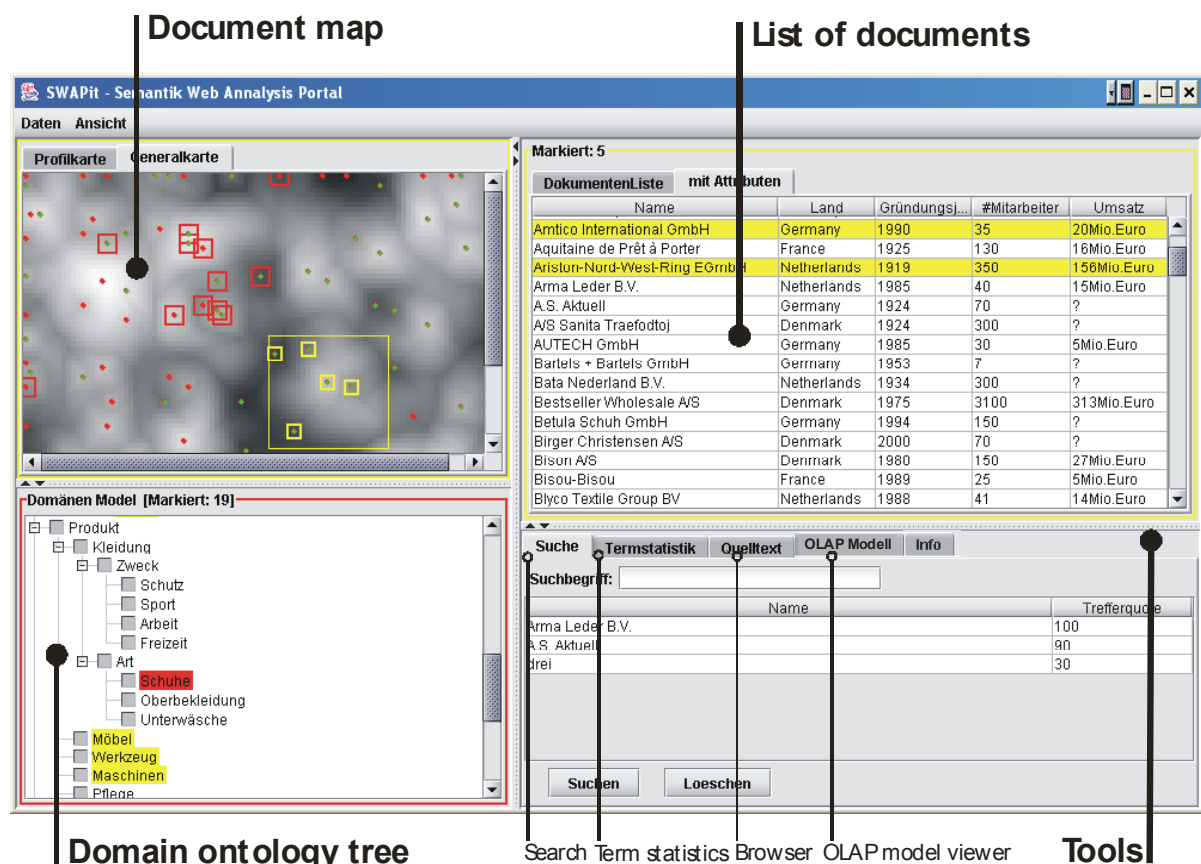 Document map
List of documents
SWAPit - Semantik Web Annalysis Portal
Daten Ansicht
Profilkarte Generalkarte
Markiert: 5
DokumentenListe mit Attributen
Name Land Gründungsj... #Mitarbeiter Umsatz
Amtico International GmbH Germany 1990 35 20Mio.Euro
Aquitaine de Prêt à Porter France 1925 130 16Mio.Euro
Ariston-Nord-West-Ring EGmbH Netherlands 1919 350 156Mio.Euro
Arma Leder B.V. Netherlands 1985 40 15Mio.Euro
A.S. Aktuell Germany 1924 70 ?
A/S Sanita Traefodtoj Denmark 1924 300 ?
AUTECH GmbH Germany 1985 30 5Mio.Euro
Bartels + Bartels GmbH Germany 1953 7 ?
Bata Nederland B.V. Netherlands 1934 300 ?
Bestseller Wholesale A/S Denmark 1975 3100 313Mio.Euro
Betula Schuh GmbH Germany 1994 150 ?
Birger Christensen A/S Denmark 2000 70 ?
Bison A/S Denmark 1980 150 27Mio.Euro
Bisou-Bisou France 1989 25 5Mio.Euro
Blyco Textile Group BV Netherlands 1988 41 14Mio.Euro
Domänen Model [Markiert: 19]
Produkt
Kleidung
Zweck
Schutz
Sport
Arbeit
Freizeit
Art
Schuhe
Oberbekleidung
Unterwäsche
Möbel
Werkzeug
Maschinen
Pflege
Suche Termstatistik Quelltext OLAP Modell Info
Suchbegriff:
Name Trefferquote
Arma Leder B.V. 100
A.S. Aktuell 90
drei 30
Suchen Loeschen
Domain ontology tree
Search Term statistics Browser OLAP model viewer
Tools